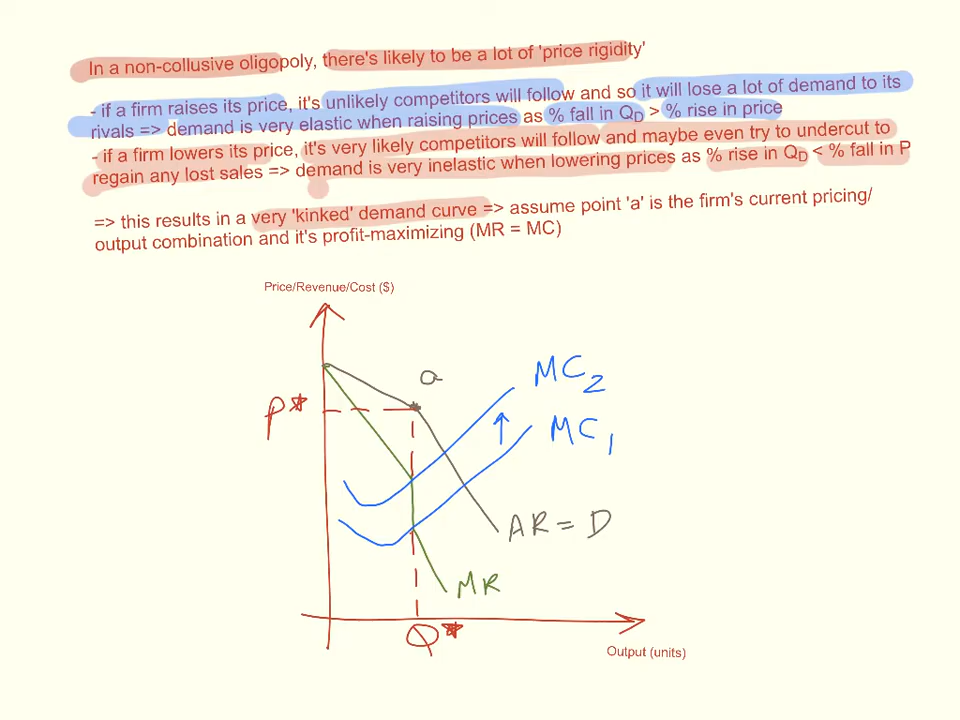 In a non-collusive oligopoly, there's likely to be a lot of 'price rigidity'
- if a firm raises its price, it's unlikely competitors will follow and so it will lose a lot of demand to its
rivals => demand is very elastic when raising prices as % fall in QD > % rise in price
- if a firm lowers its price, it's very likely competitors will follow and maybe even try to undercut to
regain any lost sales => demand is very inelastic when lowering prices as % rise in QD < % fall in P
=> this results in a very 'kinked' demand curve => assume point 'a' is the firm's current pricing/
output combination and it's profit-maximizing (MR = MC)
Price/Revenue/Cost ($)
a
MC2
P*
MC1
AR = D
MR
Q*
Output (units)